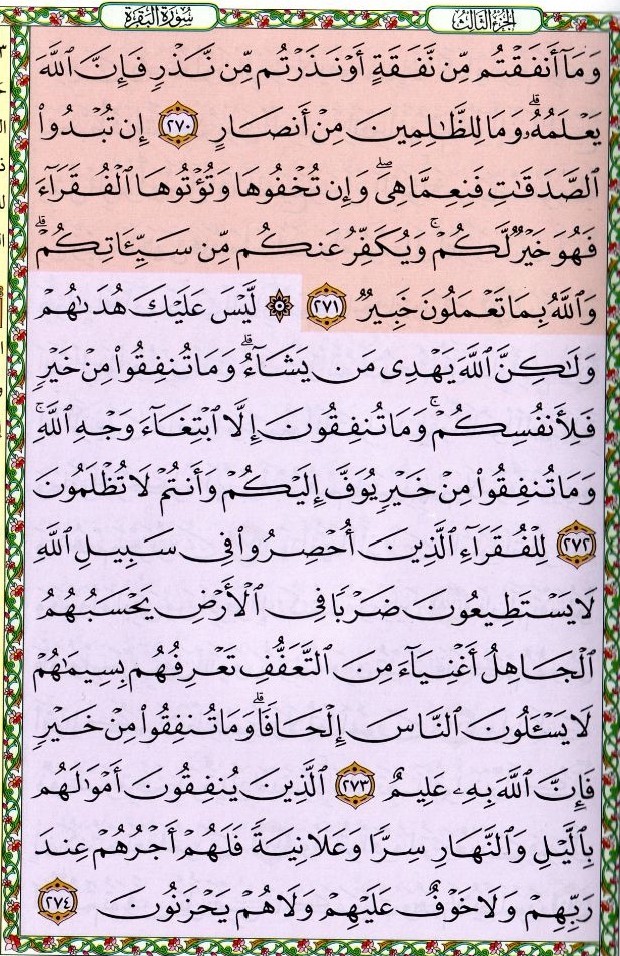 الجزء الثالث
سورة البقرة
وَمَآ أَنفَقۡتُم مِّن نَّفَقَةٍ أَوۡ نَذَرۡتُم مِّن نَّذۡرٖ فَإِنَّ ٱللَّهَ
يَعۡلَمُهُۥۗ وَمَا لِلظَّٰلِمِينَ مِنۡ أَنصَارٍ ٢٧٠ إِن تُبۡدُواْ
ٱلصَّدَقَٰتِ فَنِعِمَّا هِيَۖ وَإِن تُخۡفُوهَا وَتُؤۡتُوهَا ٱلۡفُقَرَآءَ
فَهُوَ خَيۡرٞ لَّكُمۡۚ وَيُكَفِّرُ عَنكُم مِّن سَيِّـَٔاتِكُمۡۗ
وَٱللَّهُ بِمَا تَعۡمَلُونَ خَبِيرٞ ٢٧١ ۞ لَّيۡسَ عَلَيۡكَ هُدَىٰهُمۡ
وَلَٰكِنَّ ٱللَّهَ يَهۡدِي مَن يَشَآءُۗ وَمَا تُنفِقُواْ مِنۡ خَيۡرٖ
فَلِأَنفُسِكُمۡۚ وَمَا تُنفِقُونَ إِلَّا ٱبۡتِغَآءَ وَجۡهِ ٱللَّهِۚ
وَمَا تُنفِقُواْ مِنۡ خَيۡرٖ يُوَفَّ إِلَيۡكُمۡ وَأَنتُمۡ لَا تُظۡلَمُونَ
٢٧٢ لِلۡفُقَرَآءِ ٱلَّذِينَ أُحۡصِرُواْ فِي سَبِيلِ ٱللَّهِ
لَا يَسۡتَطِيعُونَ ضَرۡبٗا فِي ٱلۡأَرۡضِ يَحۡسَبُهُمُ
ٱلۡجَاهِلُ أَغۡنِيَآءَ مِنَ ٱلتَّعَفُّفِ تَعۡرِفُهُم بِسِيمَٰهُمۡ
لَا يَسۡـَٔلُونَ ٱلنَّاسَ إِلۡحَافٗاۗ وَمَا تُنفِقُواْ مِنۡ خَيۡرٖ
فَإِنَّ ٱللَّهَ بِهِۦ عَلِيمٌ ٢٧٣ ٱلَّذِينَ يُنفِقُونَ أَمۡوَٰلَهُم
بِٱلَّيۡلِ وَٱلنَّهَارِ سِرّٗا وَعَلَانِيَةٗ فَلَهُمۡ أَجۡرُهُمۡ عِندَ
رَبِّهِمۡ وَلَا خَوۡفٌ عَلَيۡهِمۡ وَلَا هُمۡ يَحۡزَنُونَ ٢٧٤